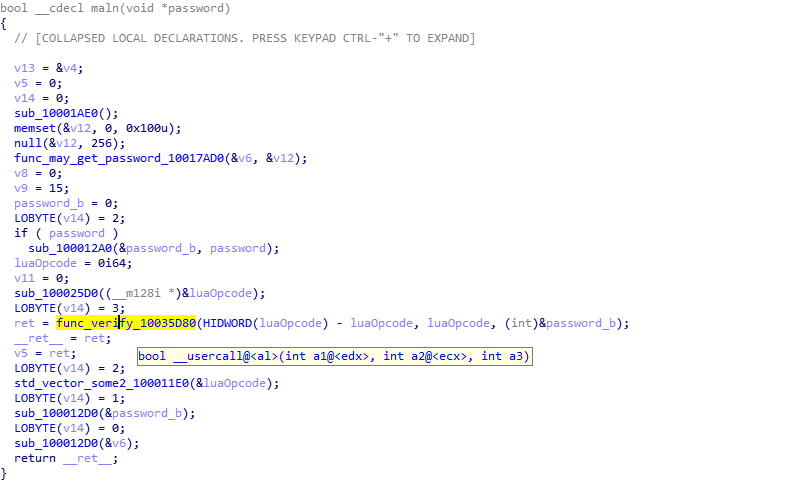 bool __cdecl maln(void *password)
{
  // [COLLAPSED LOCAL DECLARATIONS. PRESS KEYPAD CTRL-"+" TO EXPAND]

  v13 = &v4;
  v5 = 0;
  v14 = 0;
  sub_10001AE0();
  memset(&v12, 0, 0x100u);
  null(&v12, 256);
  func_may_get_password_10017AD0(&v6, &v12);
  v8 = 0;
  v9 = 15;
  password_b = 0;
  LOBYTE(v14) = 2;
  if ( password )
    sub_100012A0(&password_b, password);
  luaOpcode = 0i64;
  v11 = 0;
  sub_100025D0((__m128i *)&luaOpcode);
  LOBYTE(v14) = 3;
  ret = func_verify_10035D80(HIDWORD(luaOpcode) - luaOpcode, luaOpcode, (int)&password_b);
  __ret__ = ret;
  v5 = ret;
bool __usercall@<al>(int a1@<edx>, int a2@<ecx>, int a3)
  LOBYTE(v14) = 2;
  std_vector_some2_100011E0(&luaOpcode);
  LOBYTE(v14) = 1;
  sub_100012D0(&password_b);
  LOBYTE(v14) = 0;
  sub_100012D0(&v6);
  return __ret__;
}